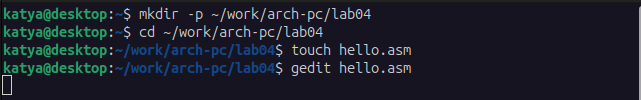 katya@desktop:~$ mkdir -p ~/work/arch-pc/lab04
katya@desktop:~$ cd ~/work/arch-pc/lab04
katya@desktop:~/work/arch-pc/lab04$ touch hello.asm
katya@desktop:~/work/arch-pc/lab04$ gedit hello.asm